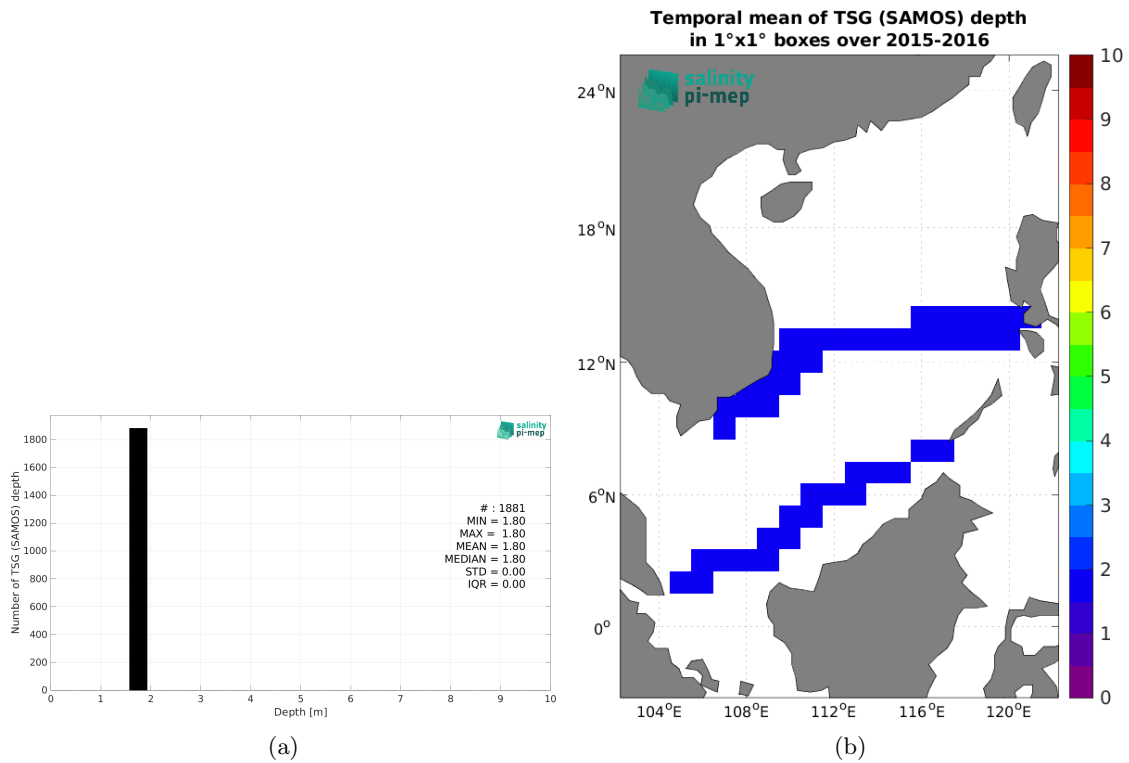 Temporal mean of TSG (SAMOS) depth
in 1°x1° boxes over 2015-2016
salinity
pi-mep
24°N
18°N
12°N
6°N
0°
104°E
108°E
112°E
116°E
120°E
10
9
8
7
6
5
4
3
2
1
0
salinity
pi-mep
Number of TSG (SAMOS) depth
1800
1600
1400
1200
1000
800
600
400
200
0
# : 1881
MIN = 1.80
MAX = 1.80
MEAN = 1.80
MEDIAN = 1.80
STD = 0.00
IQR = 0.00
0 1 2 3 4 5 6 7 8 9 10
Depth [m]
(a)
(b)